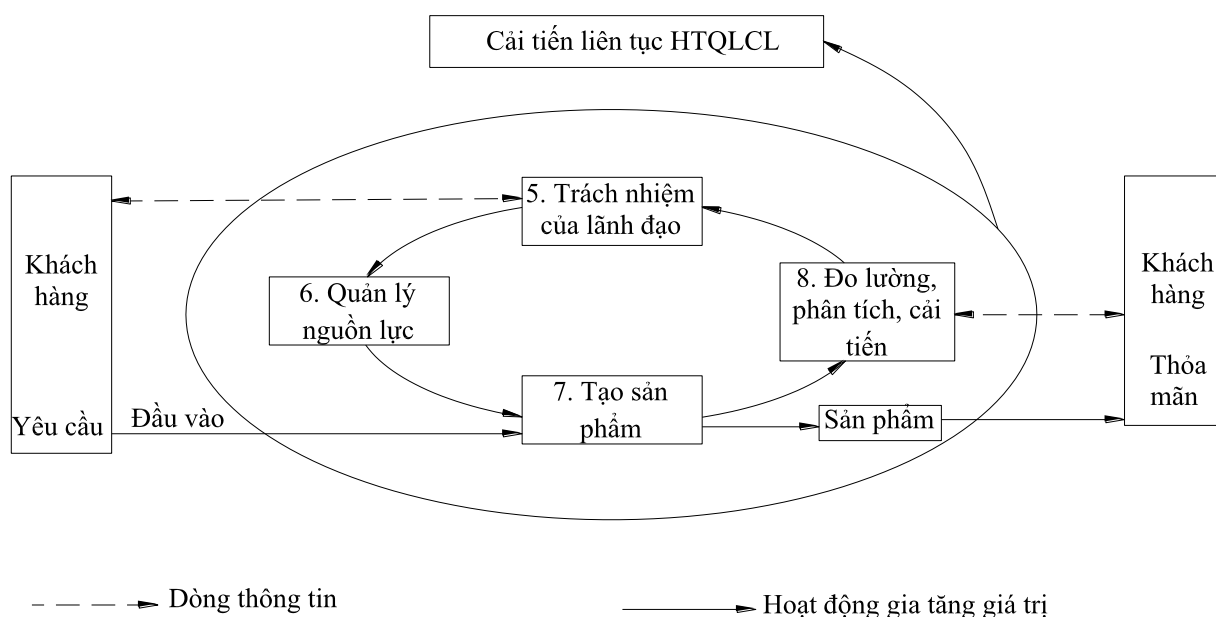 Cải tiến liên tục HTQLCL
5. Trách nhiệm
của lãnh đạo
Khách
hàng
6. Quản lý
nguồn lực
8. Đo lường,
phân tích, cải
tiến
Khách
hàng
Thỏa
mãn
7. Tạo sản
phẩm
Yêu cầu
Đầu vào
Sản phẩm
Dòng thông tin
Hoạt động gia tăng giá trị